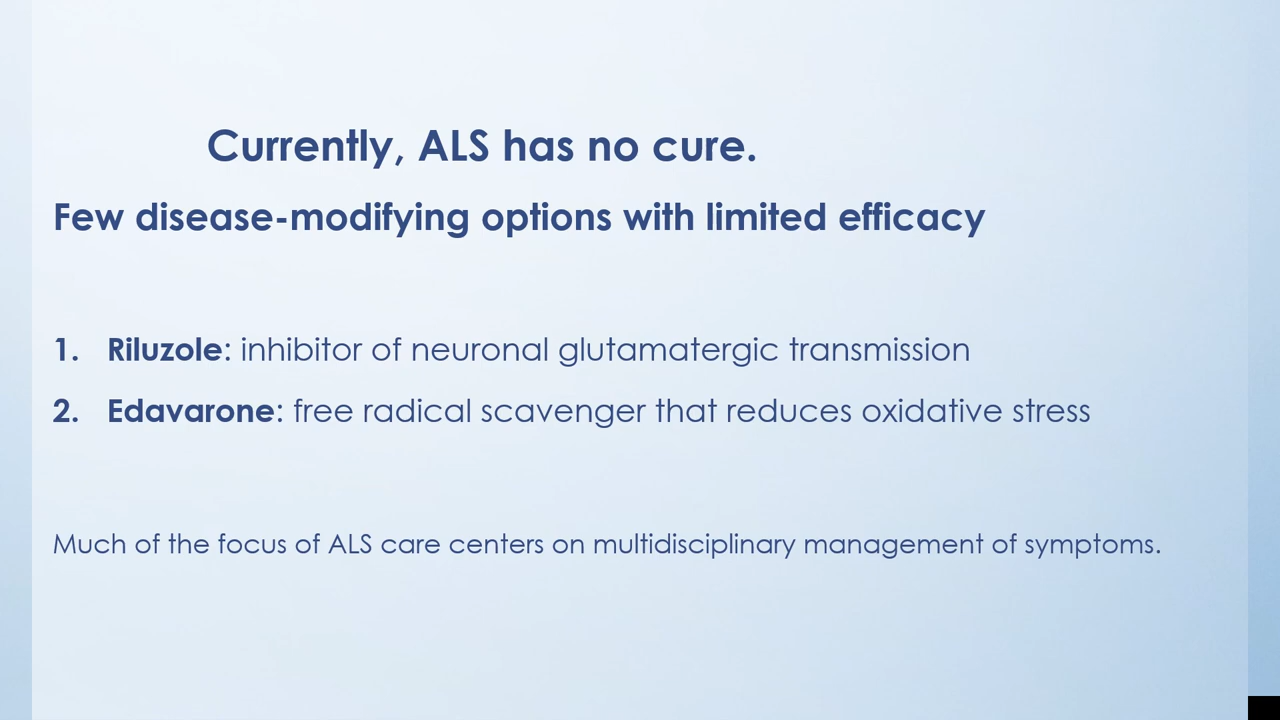 Currently, ALS has no cure.
Few disease-modifying options with limited efficacy
1. Riluzole: inhibitor of neuronal glutamatergic transmission
2. Edavarone: free radical scavenger that reduces oxidative stress
Much of the focus of ALS care centers on multidisciplinary management of symptoms.